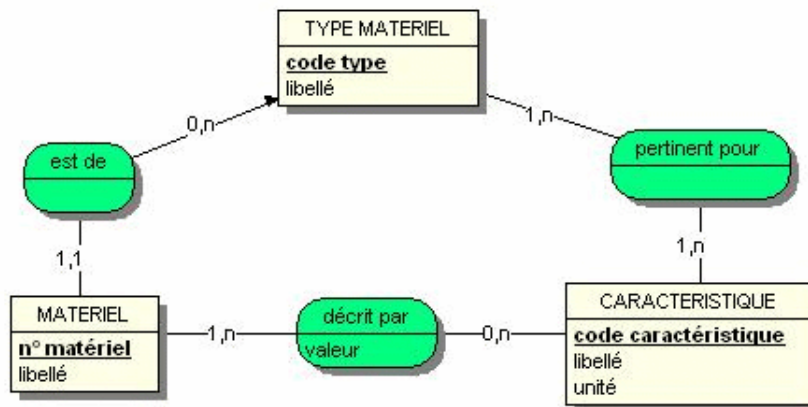 TYPE MATERIEL
code type
libellé
0,n
1,n
est de
pertinent pour
1,1
1,n
MATERIEL
n° matériel
libellé
1,n
décrit par
valeur
0,n
CARACTERISTIQUE
code caractéristique
libellé
unité